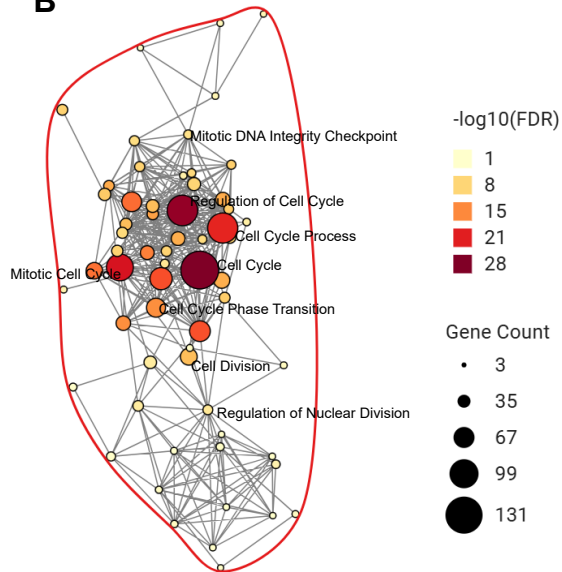 B
Mitotic DNA Integrity Checkpoint
Regulation of Cell Cycle
Cell Cycle Process
Cell Cycle
Mitotic Cell Cycle
Cell Cycle Phase Transition
Cell Division
Regulation of Nuclear Division
-log10(FDR)
1
8
15
21
28
Gene Count
3
35
67
99
131